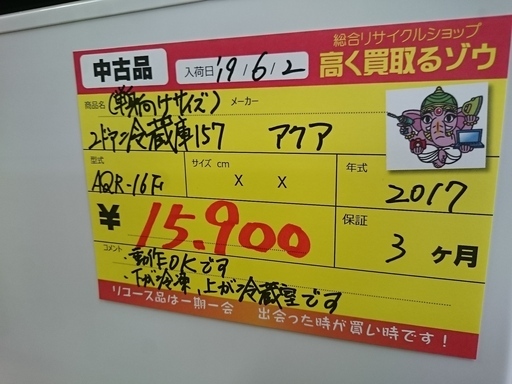 中古品
入荷日 '19/6/2
総合リサイクルショップ
高く買取るゾウ
商品名 (単身向けサイズ) メーカー
2ドアン冷蔵庫157 アクア
型式 サイズ cm 年式
AQR-16F x x 2017
¥15.900
保証
3ヶ月
コメント
・動作OKです
・下が冷凍、上が冷蔵室です
リユース品は一期一会 出会った時が買い時です！